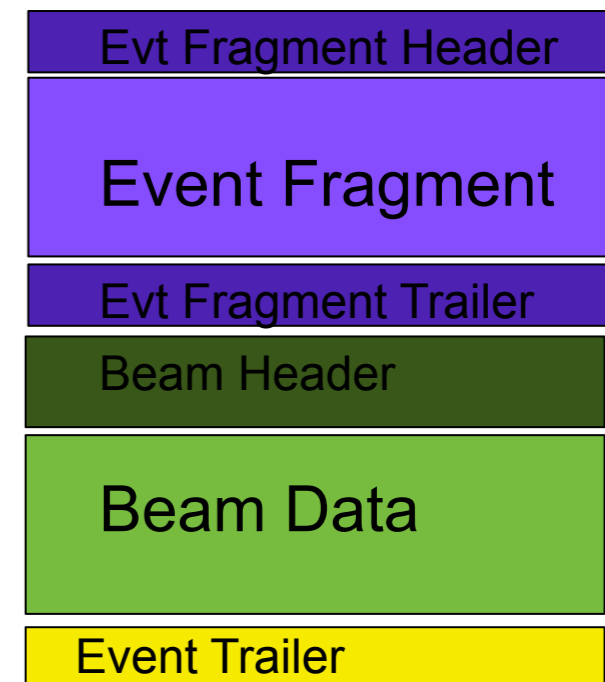 Evt Fragment Header
Event Fragment
Evt Fragment Trailer
Beam Header
Beam Data
Event Trailer